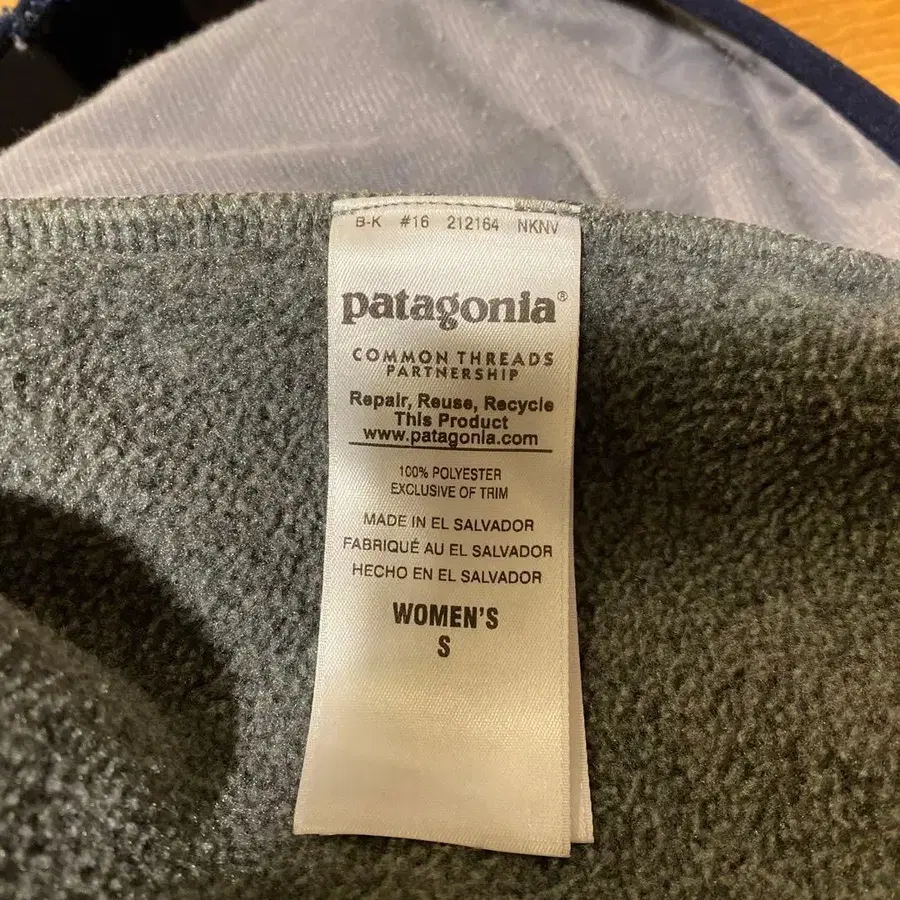 B-K #16 212164 NKNV
patagonia®
COMMON THREADS
PARTNERSHIP
Repair, Reuse, Recycle
This Product
www.patagonia.com
100% POLYESTER
EXCLUSIVE OF TRIM
MADE IN EL SALVADOR
FABRIQUÉ AU EL SALVADOR
HECHO EN EL SALVADOR
WOMEN'S
S